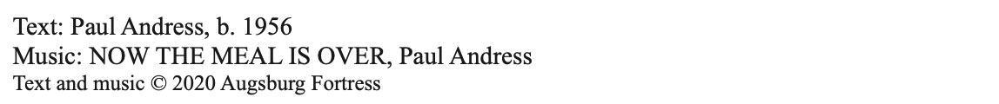 Text: Paul Andress, b. 1956
Music: NOW THE MEAL IS OVER, Paul Andress
Text and music © 2020 Augsburg Fortress